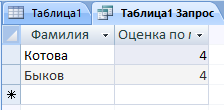 Таблица1 Таблица1 Запрос
Фамилия Оценка по
Котова 4
Быков 4